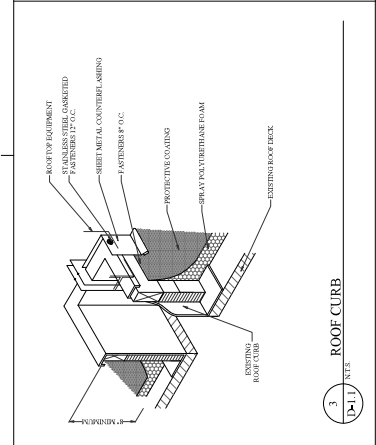 ROOFTOP EQUIPMENT
STAINLESS STEEL GASKETED
FASTENERS 12" O.C.
SHEET METAL COUNTERFLASHING
FASTENERS 8" O.C.
PROTECTIVE COATING
SPRAY POLYURETHANE FOAM
EXISTING ROOF DECK
EXISTING
ROOF CURB
8" MINIMUM
3
D-1.1
ROOF CURB
N.T.S.